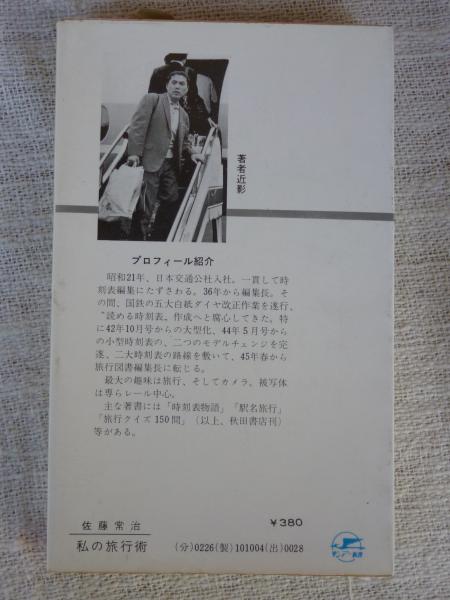 著者近影
プロフィール紹介
昭和21年、日本交通公社入社。一貫して時
刻表編集にたずさわる。36年から編集長。そ
の間、国鉄の五大白紙ダイヤ改正作業を遂行、
〝読める時刻表〟作成へと腐心してきた。特
に42年10月号からの大型化、44年5月号から
の小型時刻表の、二つのモデルチェンジを完
遂、二大時刻表の路線を敷いて、45年春から
旅行図書編集長に転じる。
最大の趣味は旅行、そしてカメラ。被写体
は専らレール中心。
主な著書には「時刻表物語」「駅名旅行」
「旅行クイズ150問」（以上、秋田書店刊）
等がある。
佐藤常治
私の旅行術
￥380
(分)0226(製)101004(出)0028